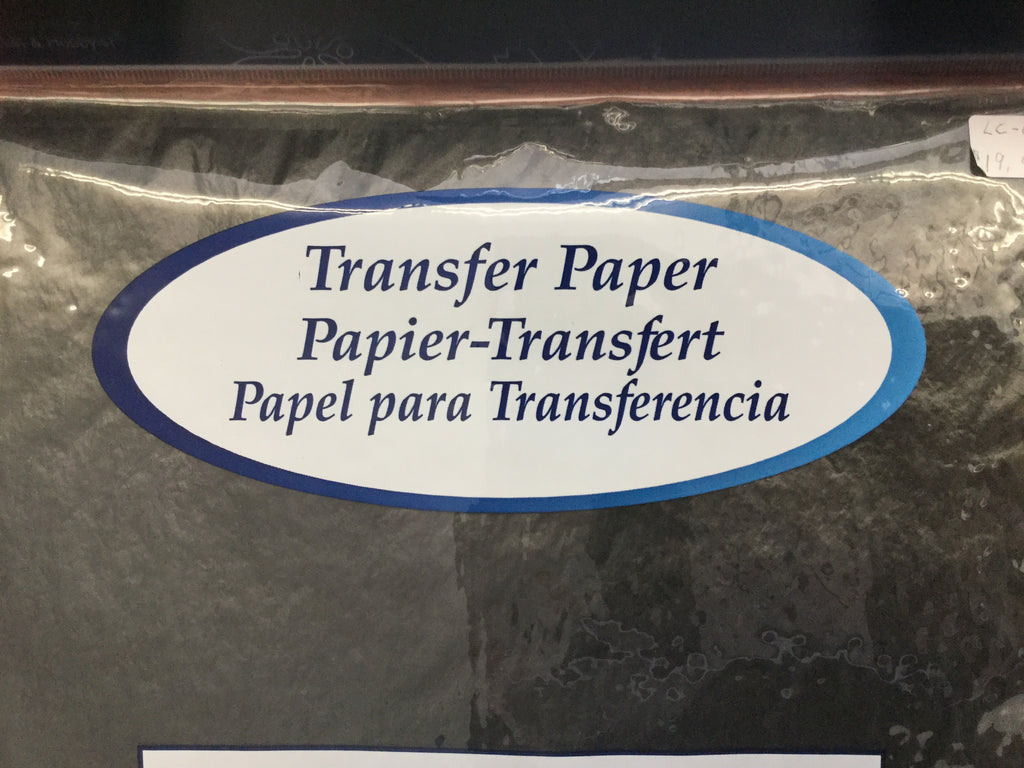 Transfer Paper
Papier-Transfert
Papel para Transferencia